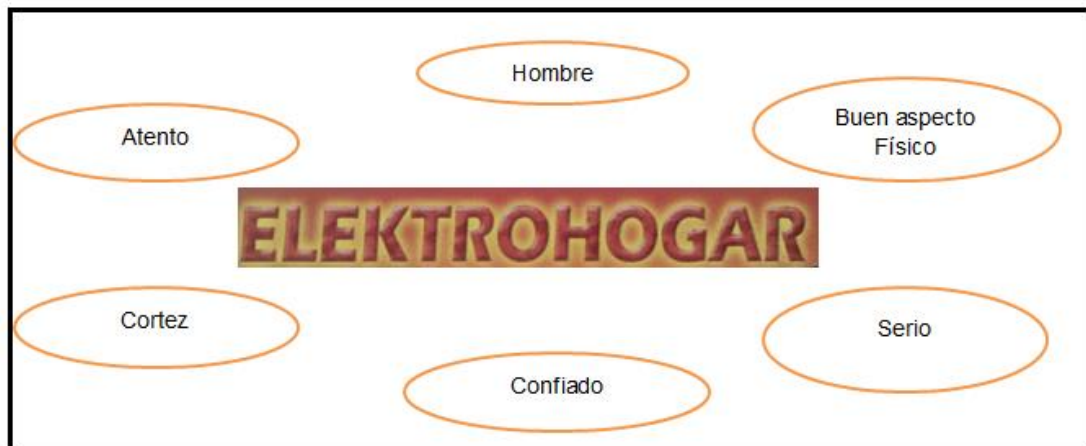 Hombre
Buen aspecto
Físico
Atento
ELEKTROHOGAR
Cortez
Serio
Confiado